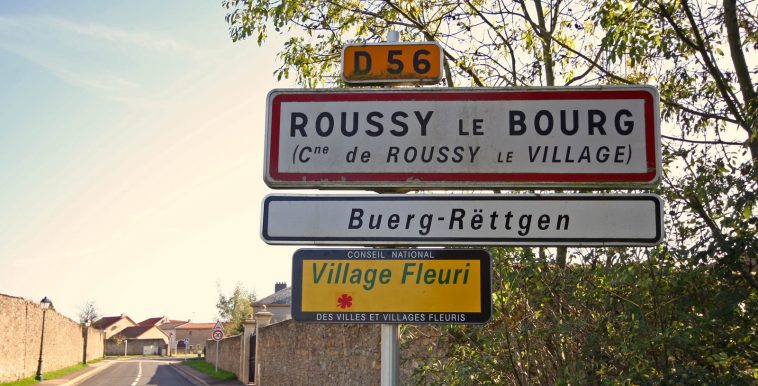 D 56
ROUSSY LE BOURG
(Cne de ROUSSY LE VILLAGE)
Buerg-Rëttgen
CONSEIL NATIONAL
Village Fleuri
DES VILLES ET VILLAGES FLEURIS